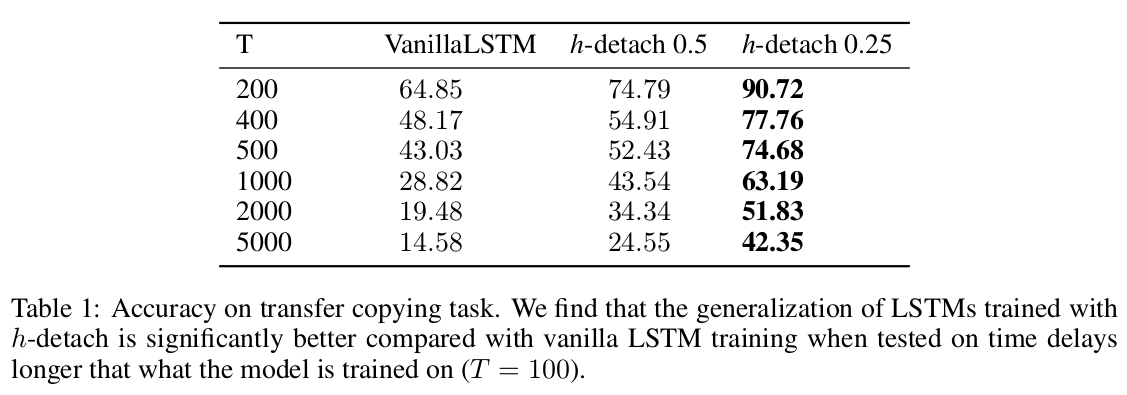 T VanillaLSTM h-detach 0.5 h-detach 0.25
200 64.85 74.79 90.72
400 48.17 54.91 77.76
500 43.03 52.43 74.68
1000 28.82 43.54 63.19
2000 19.48 34.34 51.83
5000 14.58 24.55 42.35
Table 1: Accuracy on transfer copying task. We find that the generalization of LSTMs trained with
h-detach is significantly better compared with vanilla LSTM training when tested on time delays
longer that what the model is trained on (T = 100).